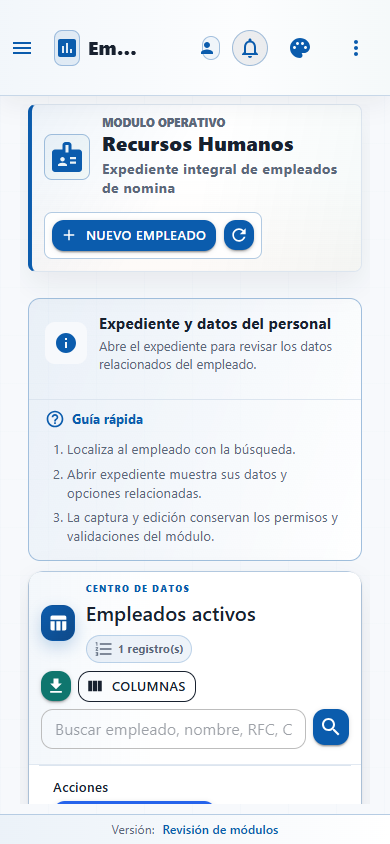 Em...
MODULO OPERATIVO
Recursos Humanos
Expediente integral de empleados
de nomina
NUEVO EMPLEADO
Expediente y datos del personal
Abre el expediente para revisar los datos
relacionados del empleado.
Guía rápida
1. Localiza al empleado con la búsqueda.
2. Abrir expediente muestra sus datos y
opciones relacionadas.
3. La captura y edición conservan los permisos y
validaciones del módulo.
CENTRO DE DATOS
Empleados activos
1 registro(s)
COLUMNAS
Buscar empleado, nombre, RFC, C
Acciones
Versión: Revisión de módulos